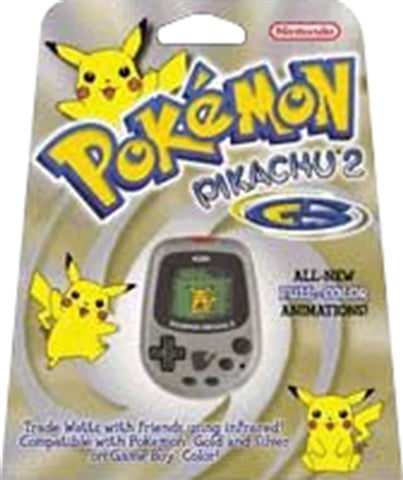 Nintendo
POKéMON
PIKACHU 2
GS
ALL-NEW
FULL-COLOR
ANIMATIONS!
Trade Watts with friends using infrared!
Compatible with Pokémon Gold and Silver
on Game Boy Color!